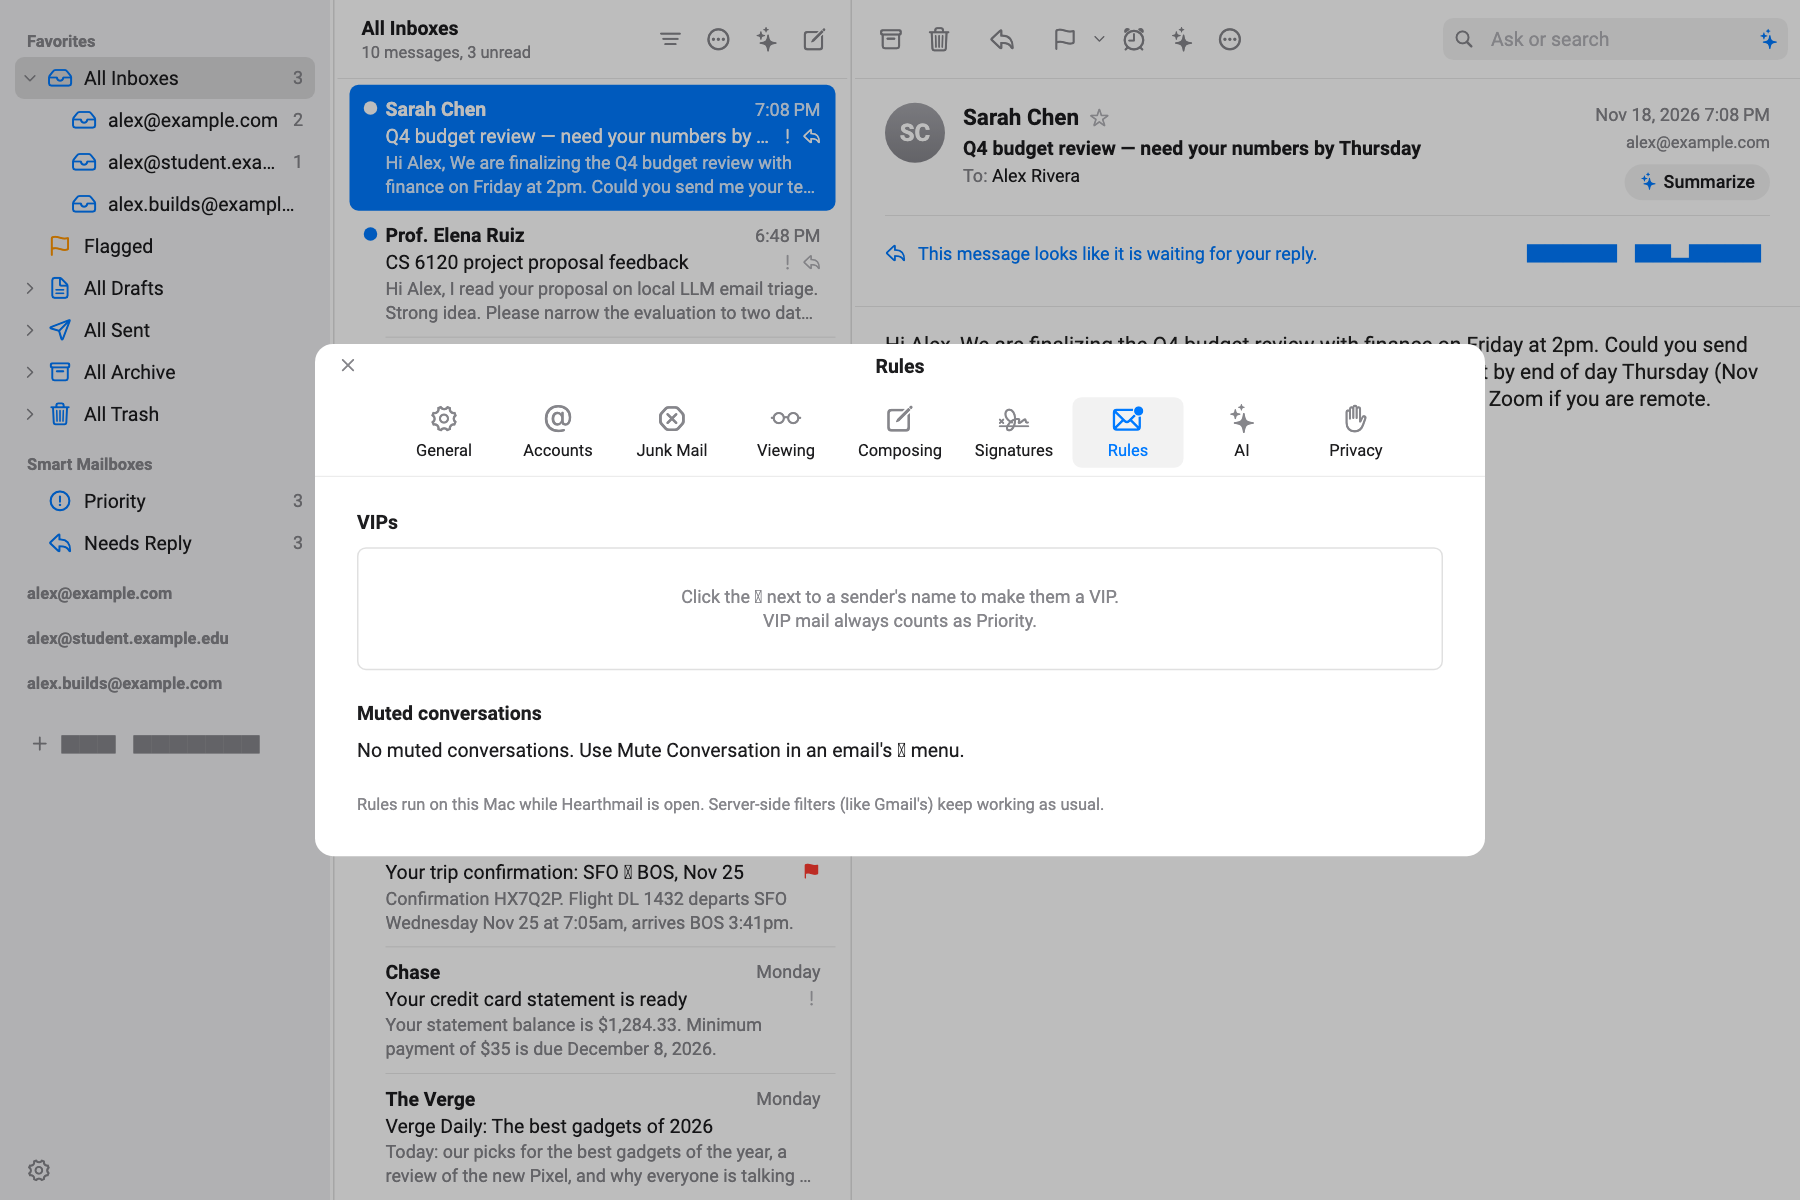 Favorites
All Inboxes 3
alex@example.com 2
alex@student.exa... 1
alex.builds@exampl...
Flagged
All Drafts
All Sent
All Archive
All Trash
Smart Mailboxes
Priority 3
Needs Reply 3
alex@example.com
alex@student.example.edu
alex.builds@example.com
All Inboxes
10 messages, 3 unread
Sarah Chen 7:08 PM
Q4 budget review — need your numbers by ... !
Hi Alex, We are finalizing the Q4 budget review with
finance on Friday at 2pm. Could you send me your te...
Prof. Elena Ruiz 6:48 PM
CS 6120 project proposal feedback !
Hi Alex, I read your proposal on local LLM email triage.
Strong idea. Please narrow the evaluation to two dat...
Your trip confirmation: SFO BOS, Nov 25
Confirmation HX7Q2P. Flight DL 1432 departs SFO
Wednesday Nov 25 at 7:05am, arrives BOS 3:41pm.
Chase Monday
Your credit card statement is ready !
Your statement balance is $1,284.33. Minimum
payment of $35 is due December 8, 2026.
The Verge Monday
Verge Daily: The best gadgets of 2026
Today: our picks for the best gadgets of the year, a
review of the new Pixel, and why everyone is talking ...
Ask or search
SC
Sarah Chen
Nov 18, 2026 7:08 PM
Q4 budget review — need your numbers by Thursday
alex@example.com
To: Alex Rivera
Summarize
This message looks like it is waiting for your reply.
Hi Alex, We are finalizing the Q4 budget review with finance on Friday at 2pm. Could you send
by end of day Thursday (Nov
Zoom if you are remote.
Rules
General
Accounts
Junk Mail
Viewing
Composing
Signatures
Rules
AI
Privacy
VIPs
Click the next to a sender's name to make them a VIP.
VIP mail always counts as Priority.
Muted conversations
No muted conversations. Use Mute Conversation in an email's menu.
Rules run on this Mac while Hearthmail is open. Server-side filters (like Gmail's) keep working as usual.